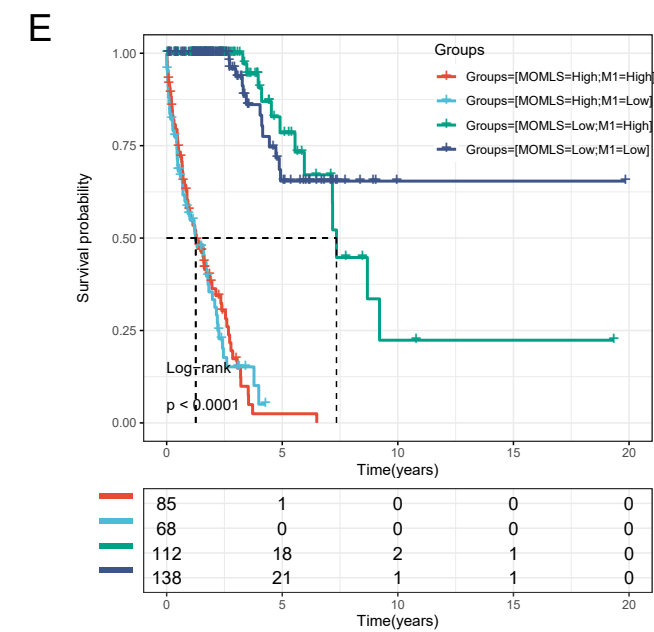 E
Groups
Groups=[MOMLS=High;M1=High]
Groups=[MOMLS=High;M1=Low]
Groups=[MOMLS=Low;M1=High]
Groups=[MOMLS=Low;M1=Low]
Survival probability
1.00
0.75
0.50
0.25
0.00
Log-rank
p < 0.0001
0 5 10 15 20
Time(years)
85 1 0 0 0
68 0 0 0 0
112 18 2 1 0
138 21 1 1 0
0 5 10 15 20
Time(years)